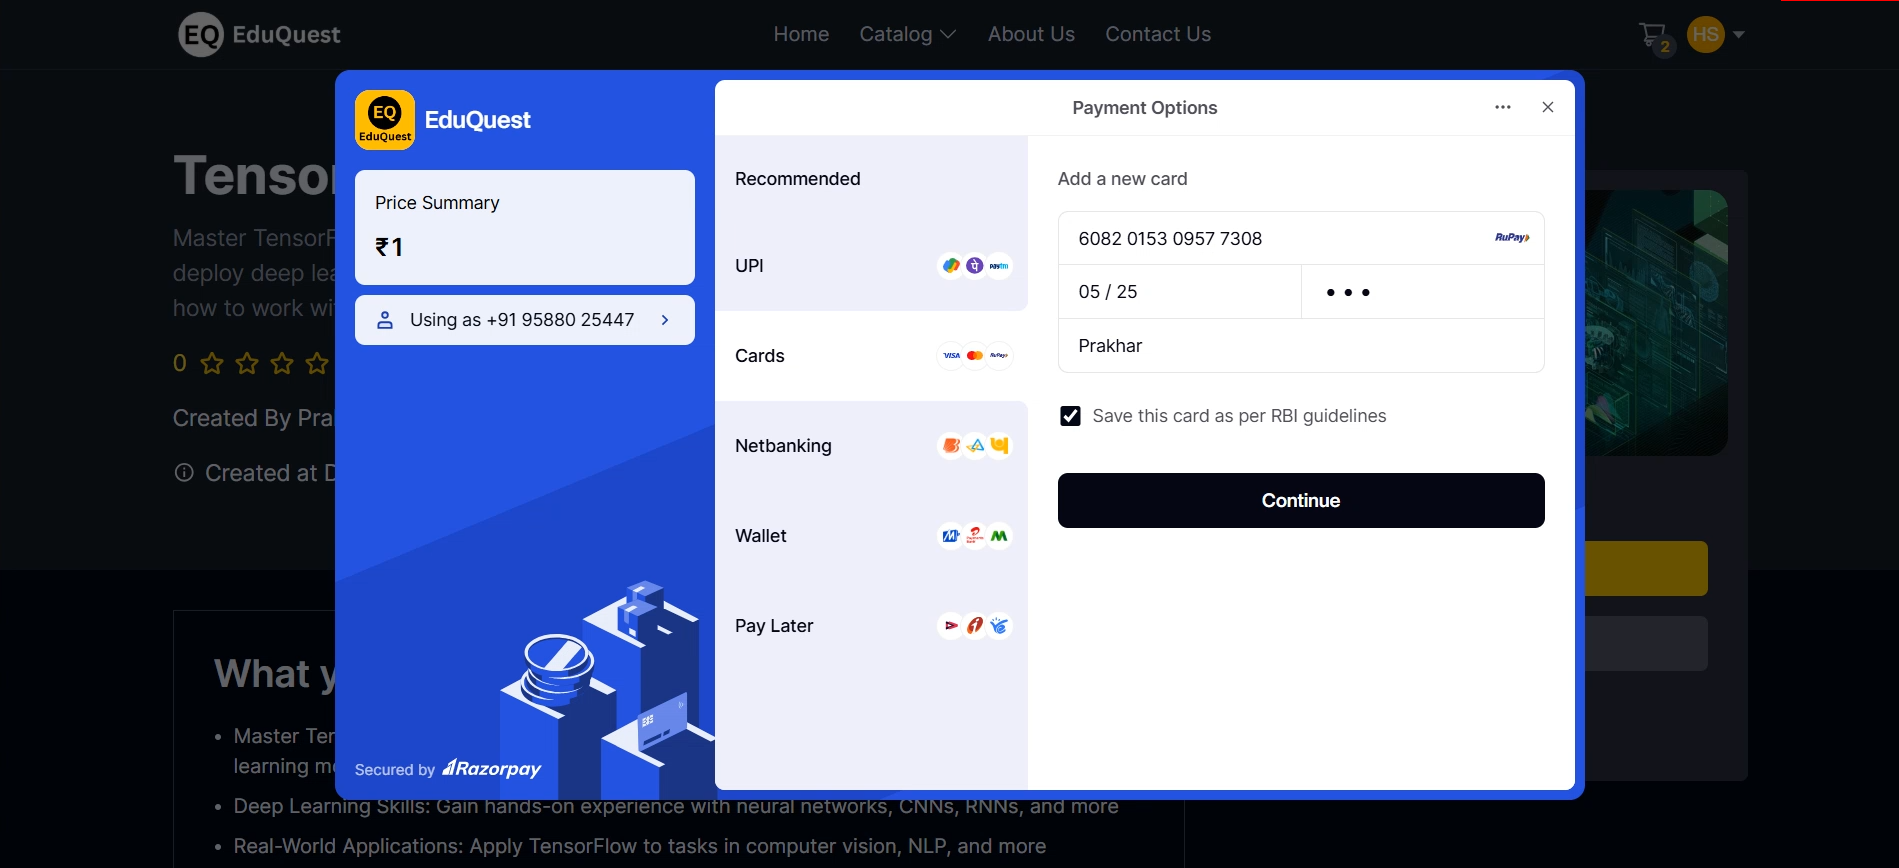 EQ EduQuest
Home Catalog About Us Contact Us
2 HS
EQ
EduQuest
EduQuest
Price Summary
₹1
Using as +91 95880 25447
Secured by Razorpay
Payment Options
Recommended
UPI
paytm
Cards
VISA RuPay
Netbanking
Wallet
Pay Later
Add a new card
6082 0153 0957 7308 RuPay
05 / 25
Prakhar
Save this card as per RBI guidelines
Continue
Tensor
Master TensorF
deploy deep lea
how to work wi
0
Created By Pra
Created at D
What y
Master Ter
learning mo
Deep Learning Skills: Gain hands-on experience with neural networks, CNNs, RNNs, and more
Real-World Applications: Apply TensorFlow to tasks in computer vision, NLP, and more